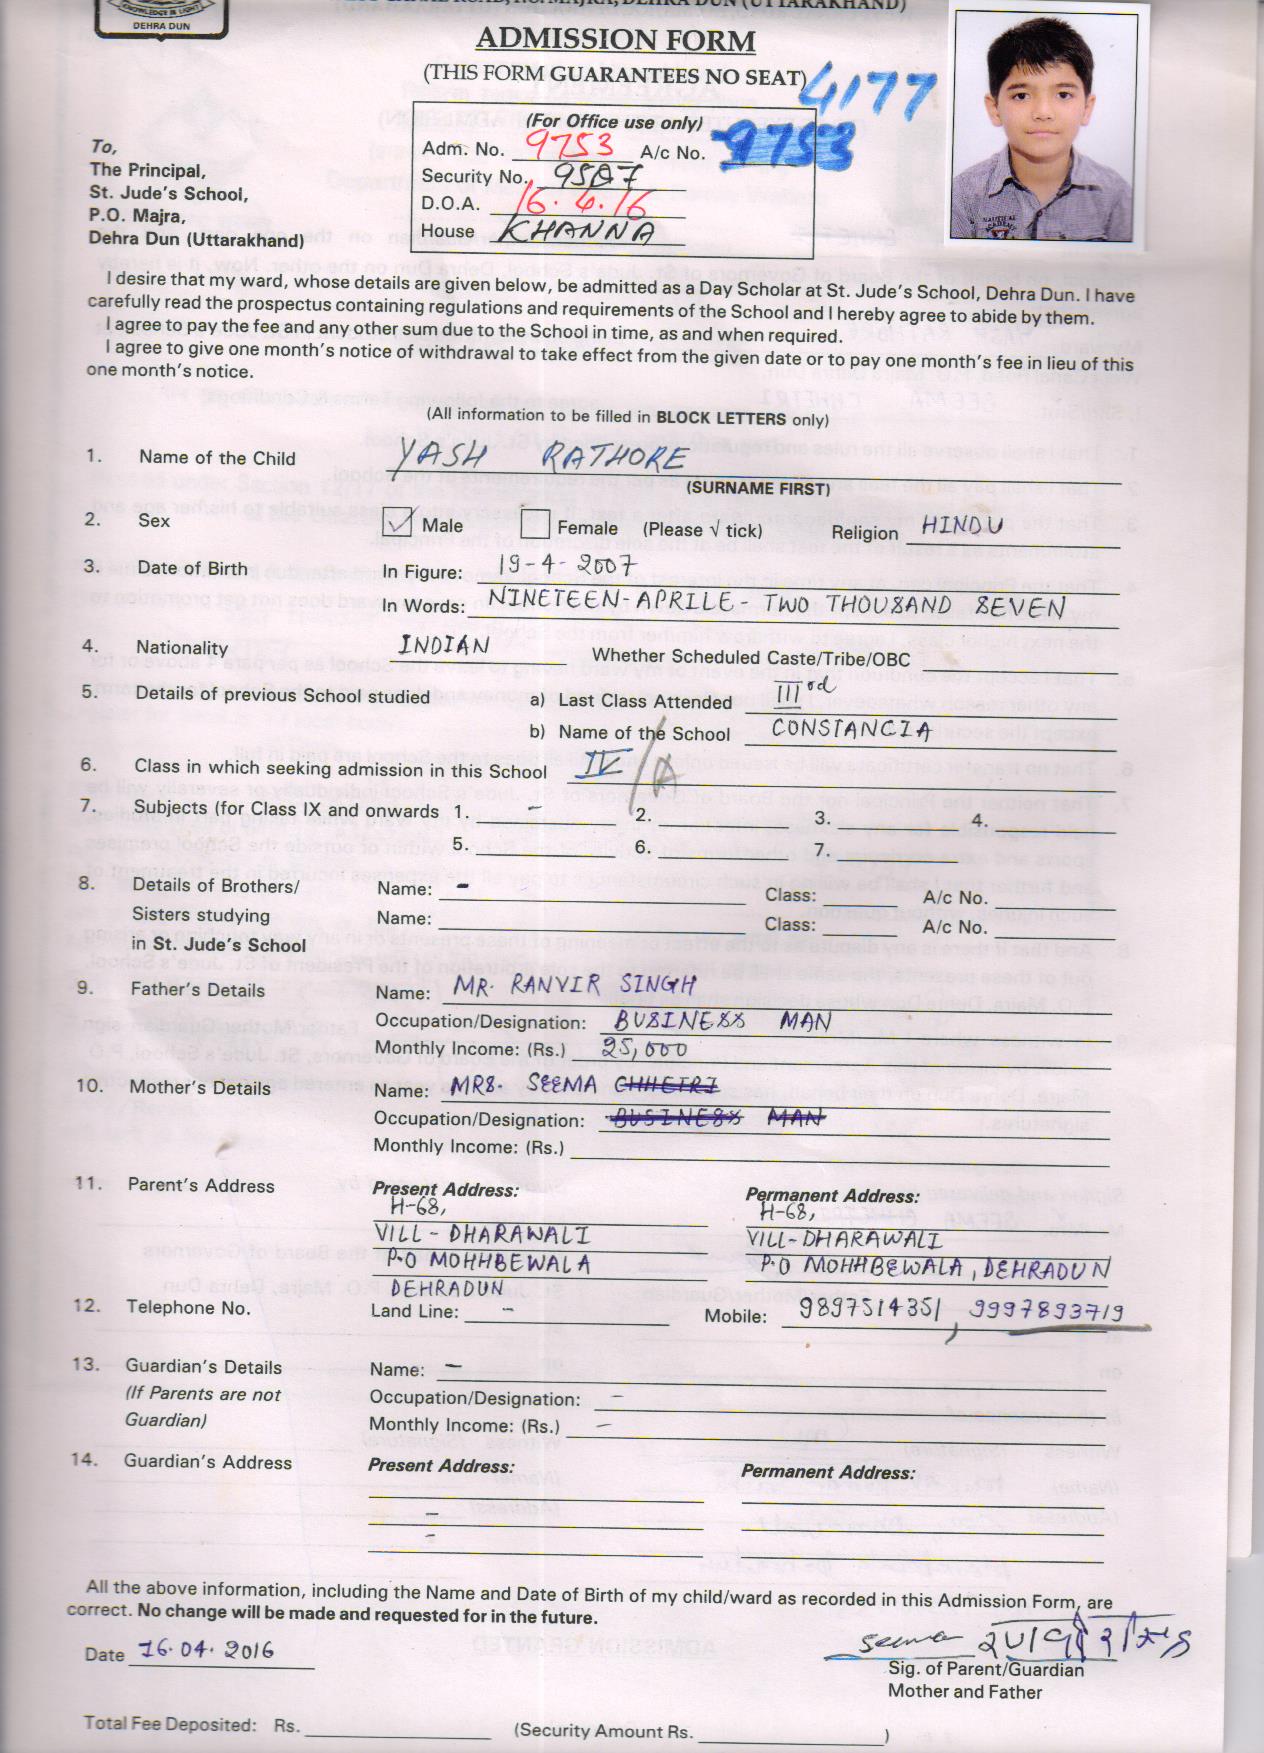 DEHRA DUN
ADMISSION FORM
(THIS FORM GUARANTEES NO SEAT)
4177
(For Office use only)
Adm. No. 9753 A/c No. 9753
Security No. 9507
D.O.A. 16.4.16
House KHANNA
To,
The Principal,
St. Jude's School,
P.O. Majra,
Dehra Dun (Uttarakhand)
I desire that my ward, whose details are given below, be admitted as a Day Scholar at St. Jude's School, Dehra Dun. I have
carefully read the prospectus containing regulations and requirements of the School and I hereby agree to abide by them.
I agree to pay the fee and any other sum due to the School in time, as and when required.
I agree to give one month's notice of withdrawal to take effect from the given date or to pay one month's fee in lieu of this
one month's notice.
(All information to be filled in BLOCK LETTERS only)
1. Name of the Child YASH RATHORE
(SURNAME FIRST)
2. Sex ✓ Male Female (Please √ tick) Religion HINDU
3. Date of Birth In Figure: 19-4-2007
In Words: NINETEEN-APRILE-TWO THOUSAND SEVEN
4. Nationality INDIAN Whether Scheduled Caste/Tribe/OBC
5. Details of previous School studied a) Last Class Attended III rd
b) Name of the School CONSTANCIA
6. Class in which seeking admission in this School IV/A
7. Subjects (for Class IX and onwards 1. - 2. 3. 4.
5. 6. 7.
8. Details of Brothers/ Name: - Class: A/c No.
Sisters studying Name: Class: A/c No.
in St. Jude's School
9. Father's Details Name: MR. RANVIR SINGH
Occupation/Designation: BUSINESS MAN
Monthly Income: (Rs.) 25,000
10. Mother's Details Name: MRS. SEEMA CHHETRI
Occupation/Designation: BUSINESS MAN
Monthly Income: (Rs.)
11. Parent's Address Present Address: Permanent Address:
H-68, H-68,
VILL-DHARAWALI VILL-DHARAWALI
P.O MOHHBEWALA P.O MOHHBEWALA, DEHRADUN
DEHRADUN
12. Telephone No. Land Line: - Mobile: 9897514351, 9997893719
13. Guardian's Details Name: -
(If Parents are not Occupation/Designation: -
Guardian) Monthly Income: (Rs.) -
14. Guardian's Address Present Address: Permanent Address:
-
-
All the above information, including the Name and Date of Birth of my child/ward as recorded in this Admission Form, are
correct. No change will be made and requested for in the future.
Date 16.04.2016 Seema
Sig. of Parent/Guardian
Mother and Father
Total Fee Deposited: Rs. (Security Amount Rs. )